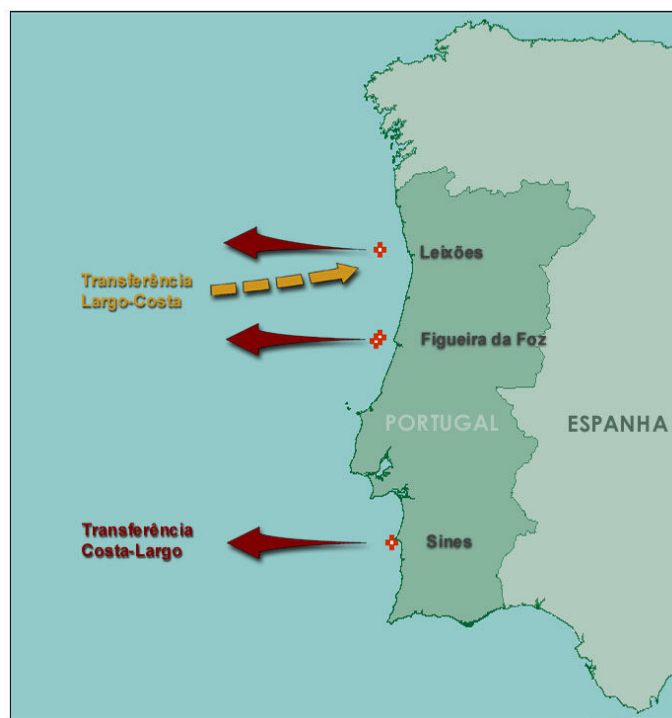 Leixões
Transferência
Largo-Costa
Figueira da Foz
PORTUGAL
ESPANHA
Transferência
Costa-Largo
Sines